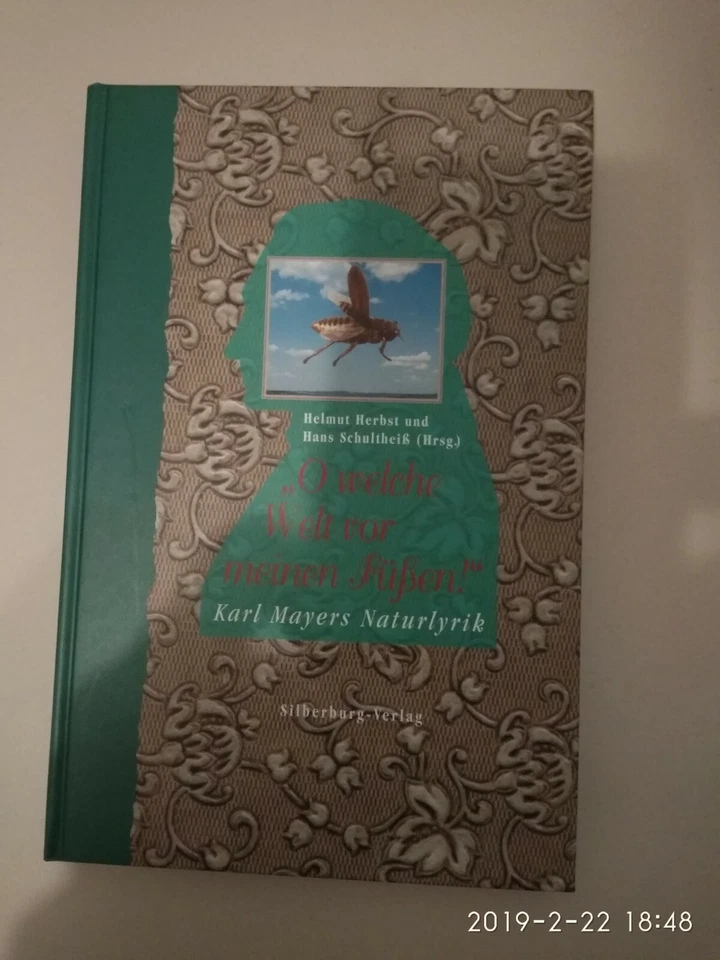 Helmut Herbst und
Hans Schultheiß (Hrsg.)
„O welche
Welt vor
meinen Füßen!“
Karl Mayers Naturlyrik
Silberburg-Verlag
2019-2-22 18:48